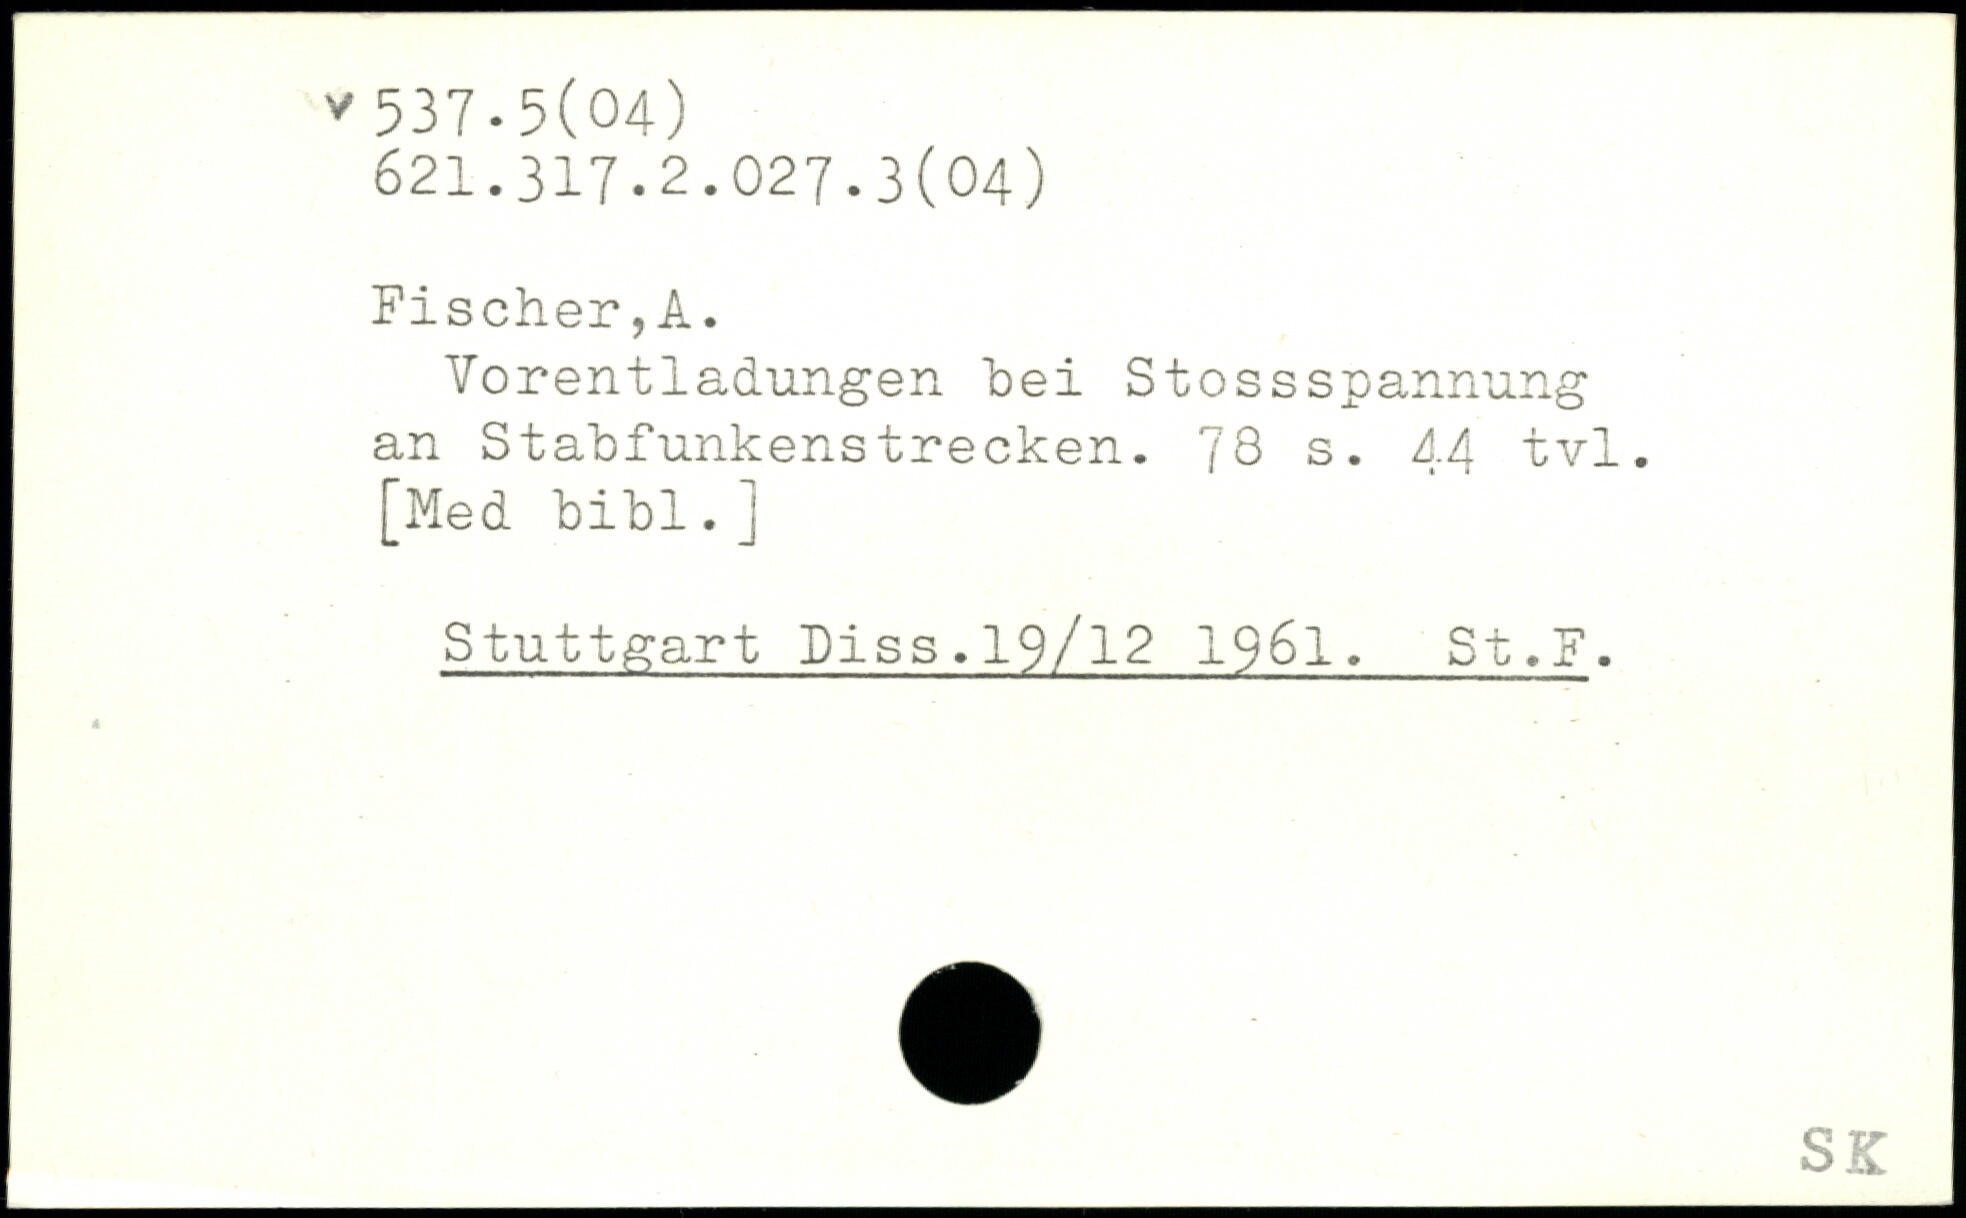 v 537.5(04)
621.317.2.027.3(04)
Fischer,A.
Vorentladungen bei Stossspannung
an Stabfunkenstrecken. 78 s. 44 tvl.
[Med bibl.]
Stuttgart Diss.19/12 1961. St.F.
SK